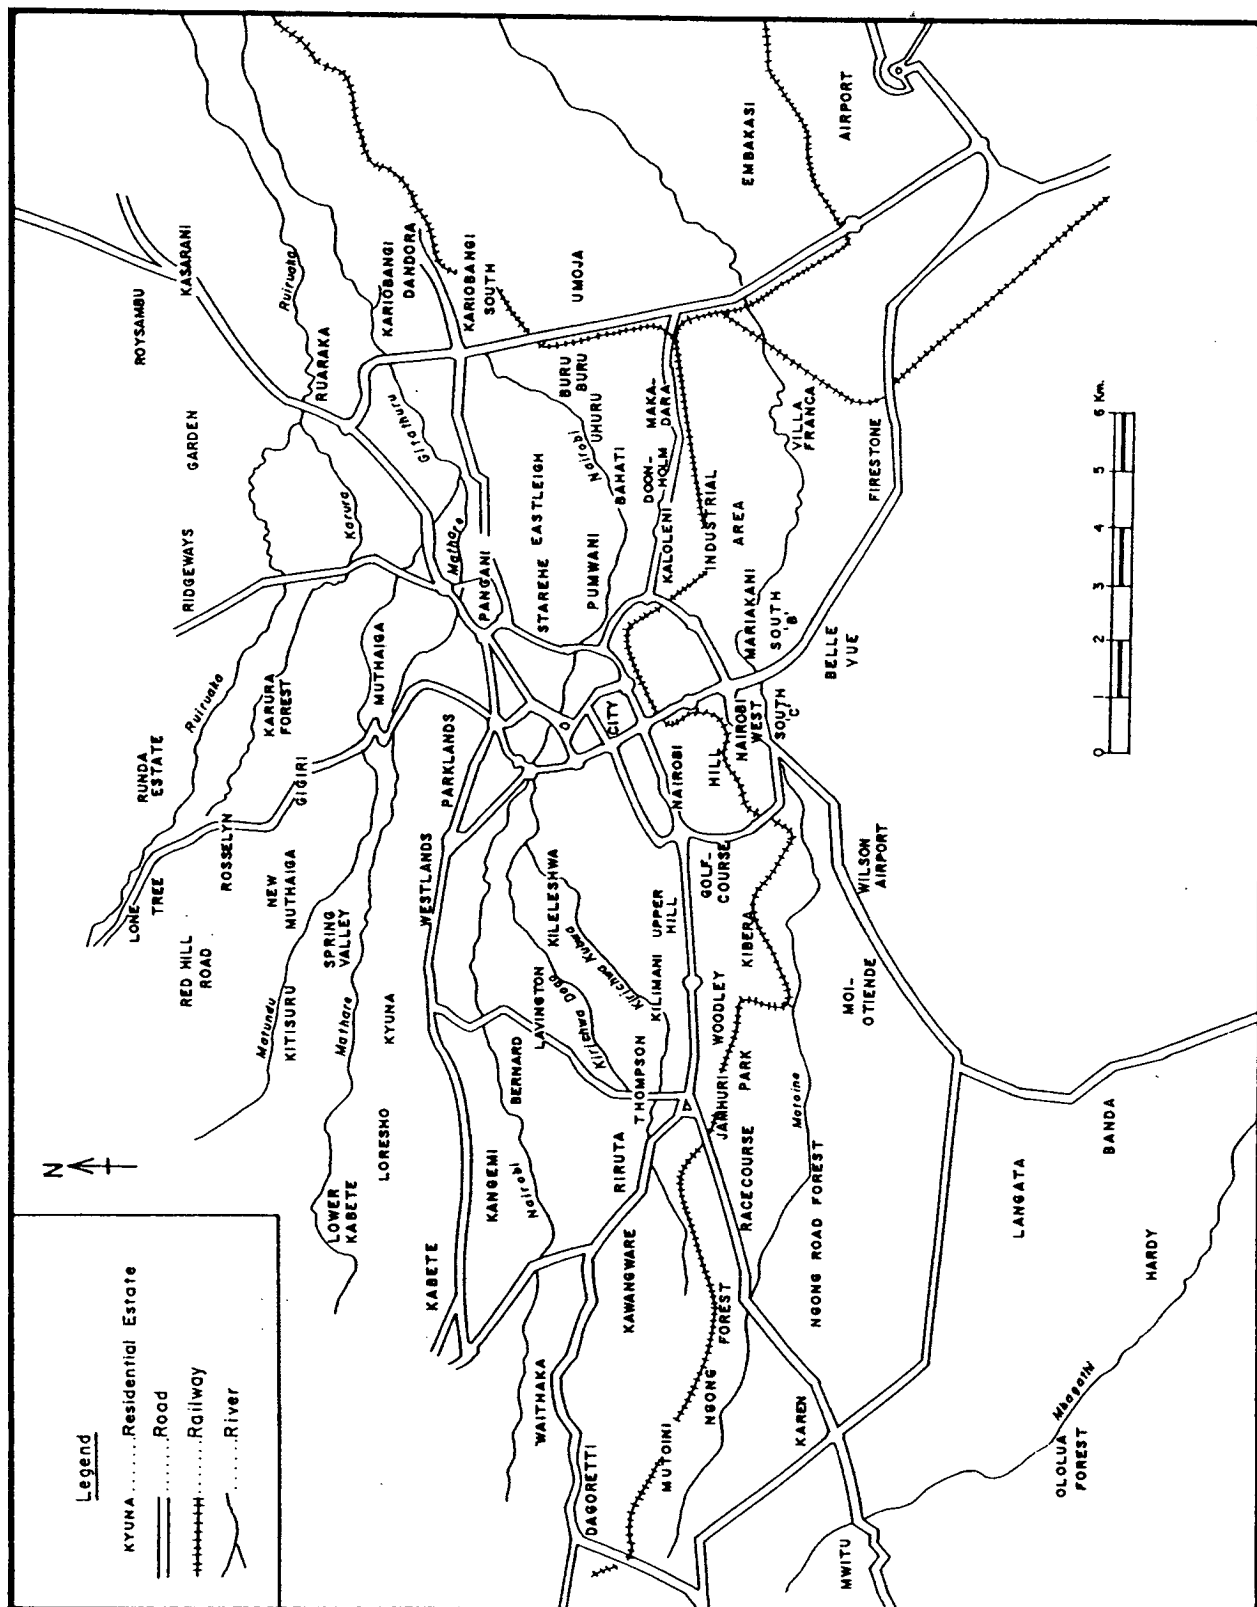 N
Legend
KYUNA ...... Residential Estate
...... Road
...... Railway
...... River
LONE
TREE
RUNDA
ESTATE
RIDGEWAYS
GARDEN
ROYSAMBU
KASARANI
RED HILL
ROAD
ROSSELYN
Ruiruaka
Ruiruaka
NEW
MUTHAIGA
GIGIRI
KARURA
FOREST
Karura
RUARAKA
Matundu
KITISURU
SPRING
VALLEY
MUTHAIGA
KARIOBANGI
DANDORA
LOWER
KABETE
Mathare
LORESHO
KYUNA
Gitathuru
KABETE
WESTLANDS
PARKLANDS
Mathare
PANGANI
KARIOBANGI
SOUTH
KANGEMI
Nairobi
BERNARD
LAVINGTON
Kirichwa Dogo
KILELESHWA
Kirichwa Kubwa
STAREHE
EASTLEIGH
WAITHAKA
DAGORETTI
KAWANGWARE
RIRUTA
THOMPSON
KILIMANI
UPPER
HILL
CITY
PUMWANI
BAHATI
Nairobi
UHURU
BURU
BURU
UMOJA
MUTOINI
NGONG
FOREST
RACECOURSE
JAMHURI
PARK
WOODLEY
KIBERA
GOLF-
COURSE
NAIROBI
HILL
KALOLENI
DOON-
HOLM
MAKA-
DARA
INDUSTRIAL
AREA
EMBAKASI
AIRPORT
KAREN
NGONG ROAD FOREST
Motoine
NAIROBI
WEST
SOUTH
'C'
MARIAKANI
SOUTH
'B'
VILLA
FRANCA
MWITU
MOI-
OTIENDE
WILSON
AIRPORT
BELLE
VUE
FIRESTONE
LANGATA
OLOLUA
FOREST
Mbagathi
HARDY
BANDA
0 1 2 3 4 5 6 Km.